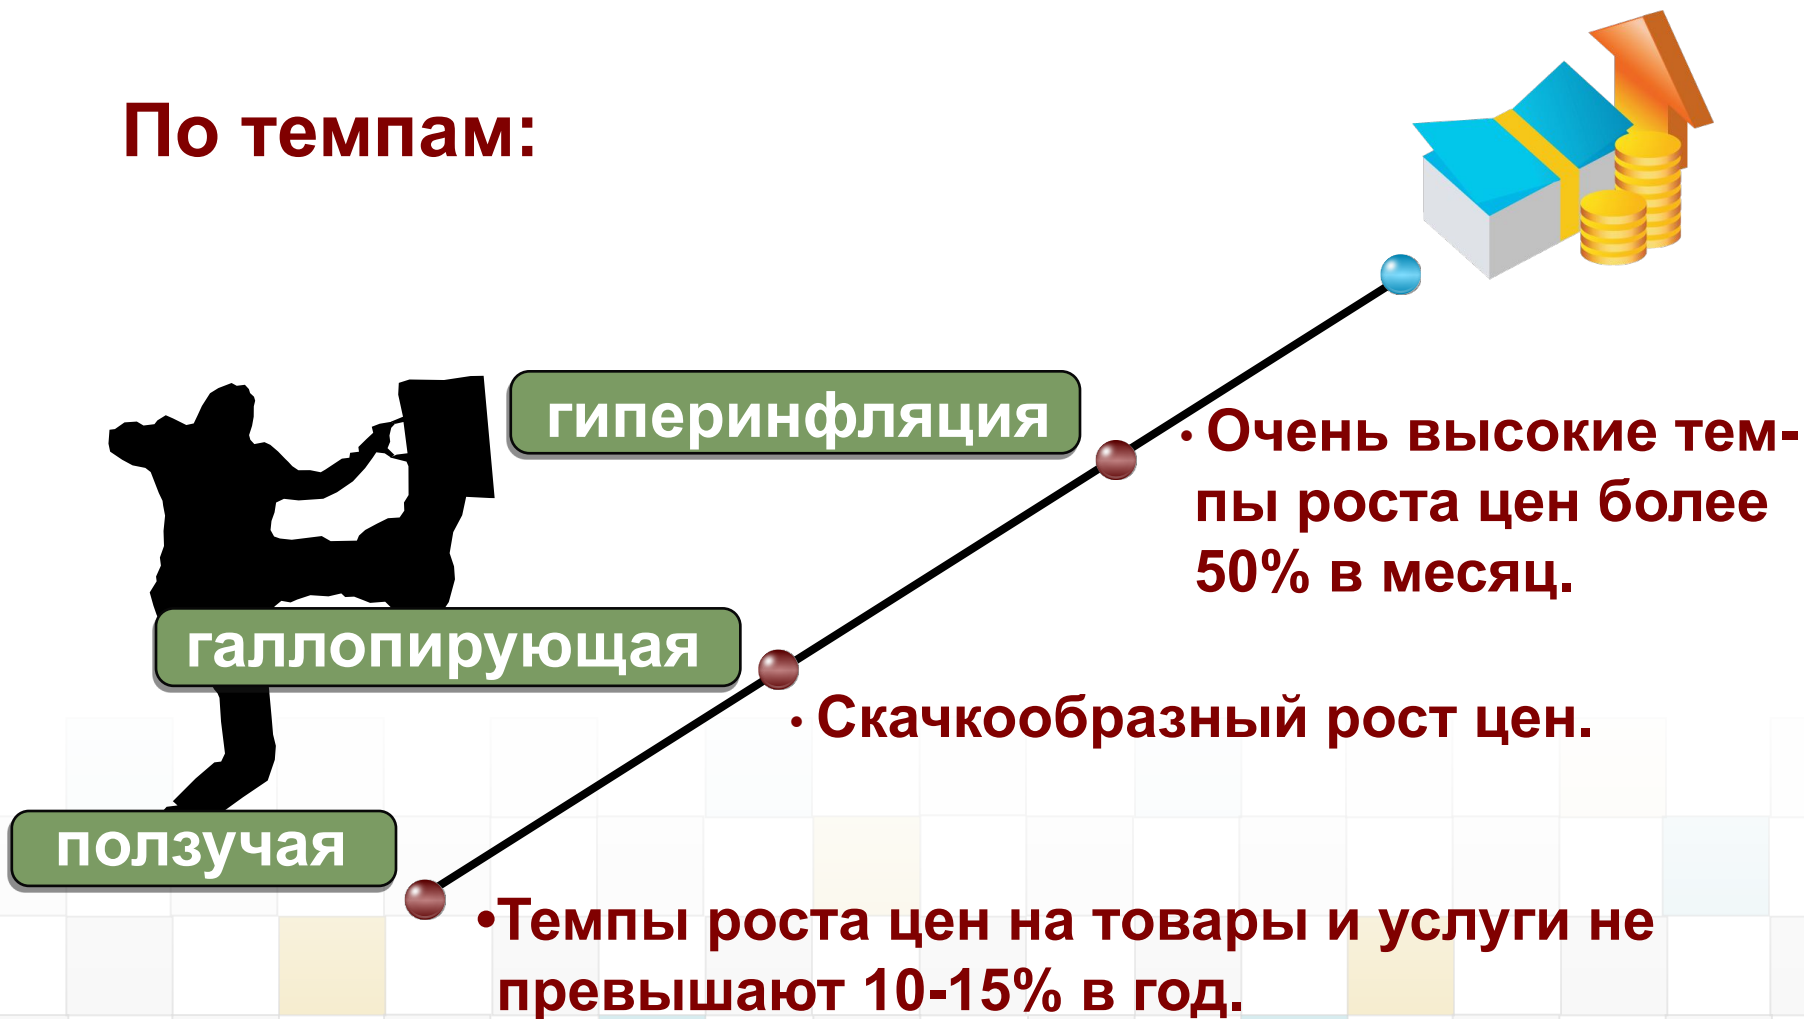 По темпам:
гиперинфляция
• Очень высокие тем-
пы роста цен более
50% в месяц.
галлопирующая
• Скачкообразный рост цен.
ползучая
•Темпы роста цен на товары и услуги не
превышают 10-15% в год.